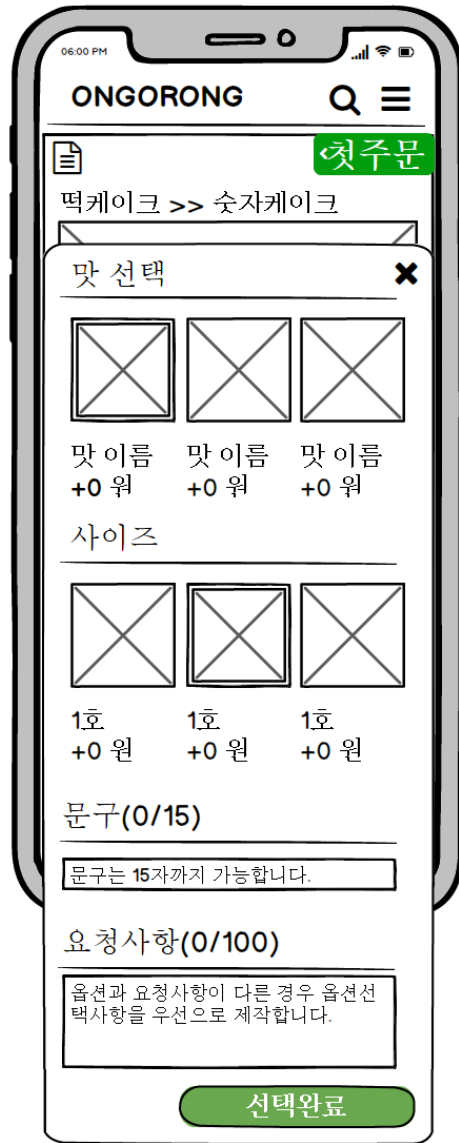 06:00 PM
ONGORONG
<첫주문
떡케이크 >> 숫자케이크
맛 선택
맛 이름 맛 이름 맛 이름
+0 원 +0 원 +0 원
사이즈
1호 1호 1호
+0 원 +0 원 +0 원
문구(0/15)
문구는 15자까지 가능합니다.
요청사항(0/100)
옵션과 요청사항이 다른 경우 옵션선
택사항을 우선으로 제작합니다.
선택완료